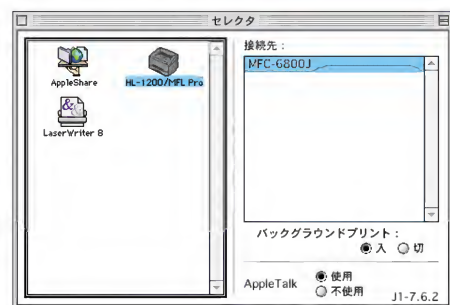 セレクタ
AppleShare
HL-1200/MFL Pro
LaserWriter 8
接続先：
MFC-6800J
バックグラウンドプリント：
入 切
AppleTalk
使用
不使用
J1-7.6.2